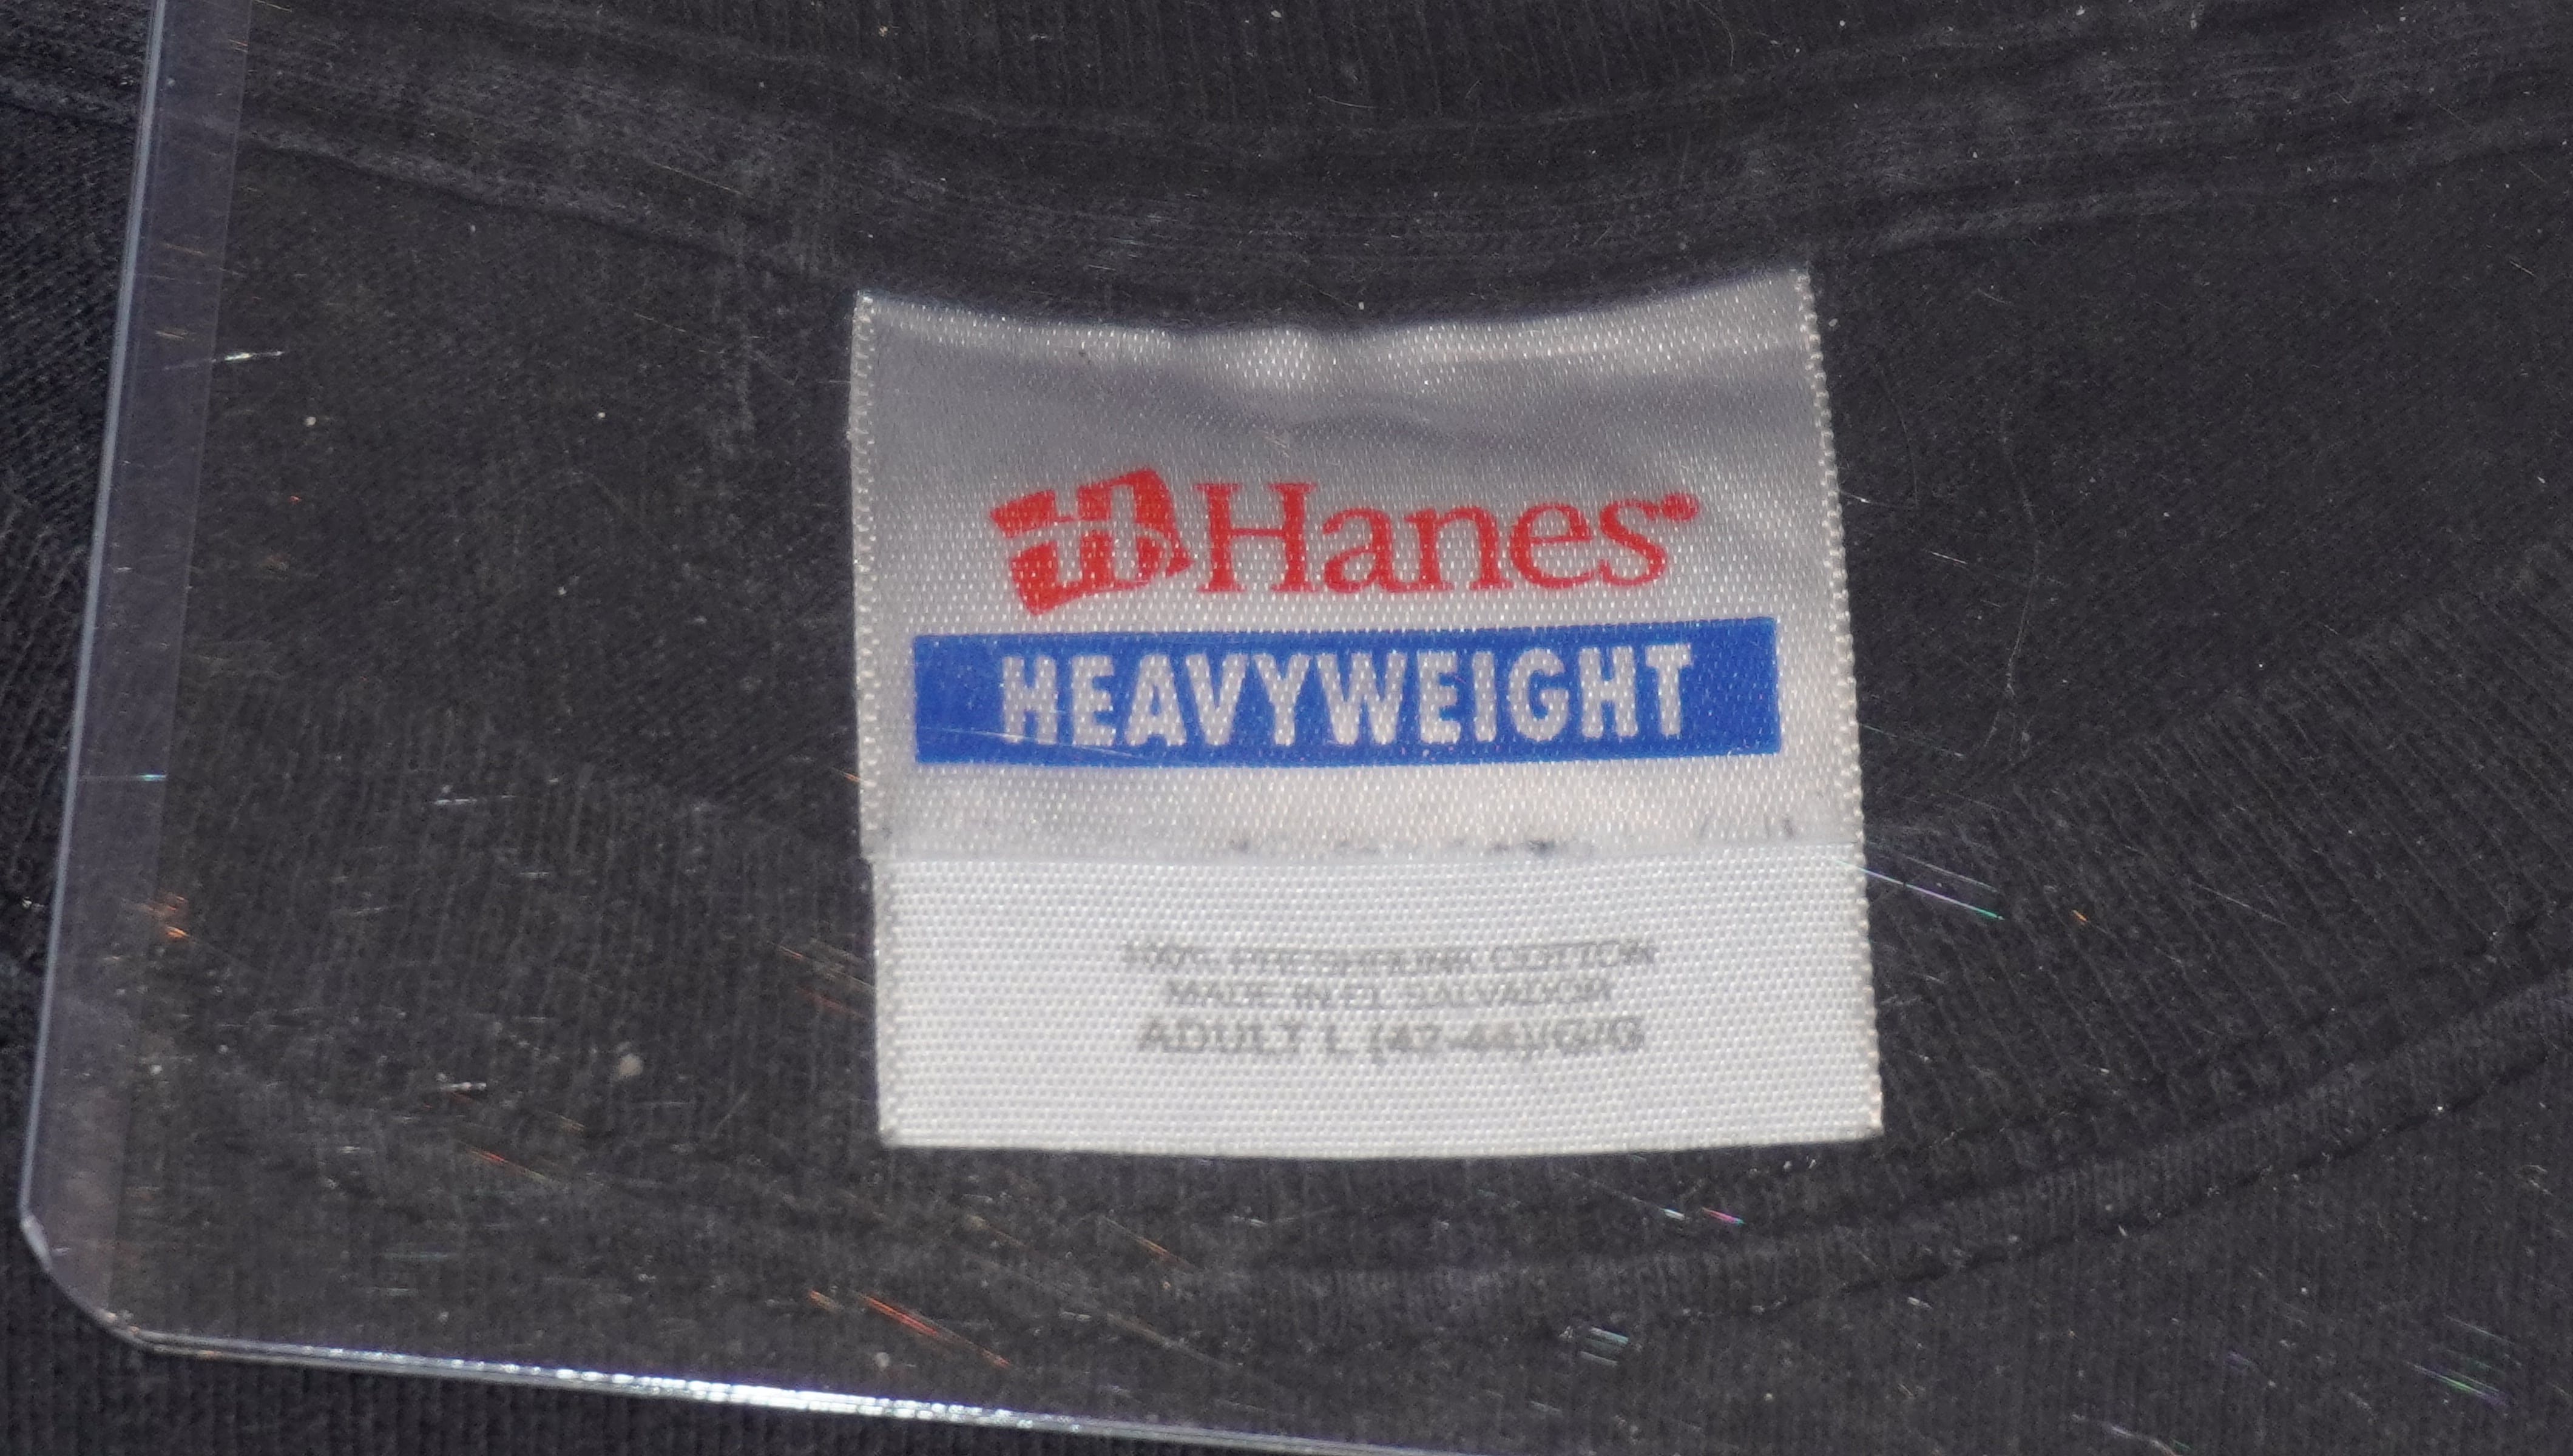 Hanes
HEAVYWEIGHT
100% PRESHRUNK COTTON
MADE IN EL SALVADOR
ADULT L (42-44)/G/G